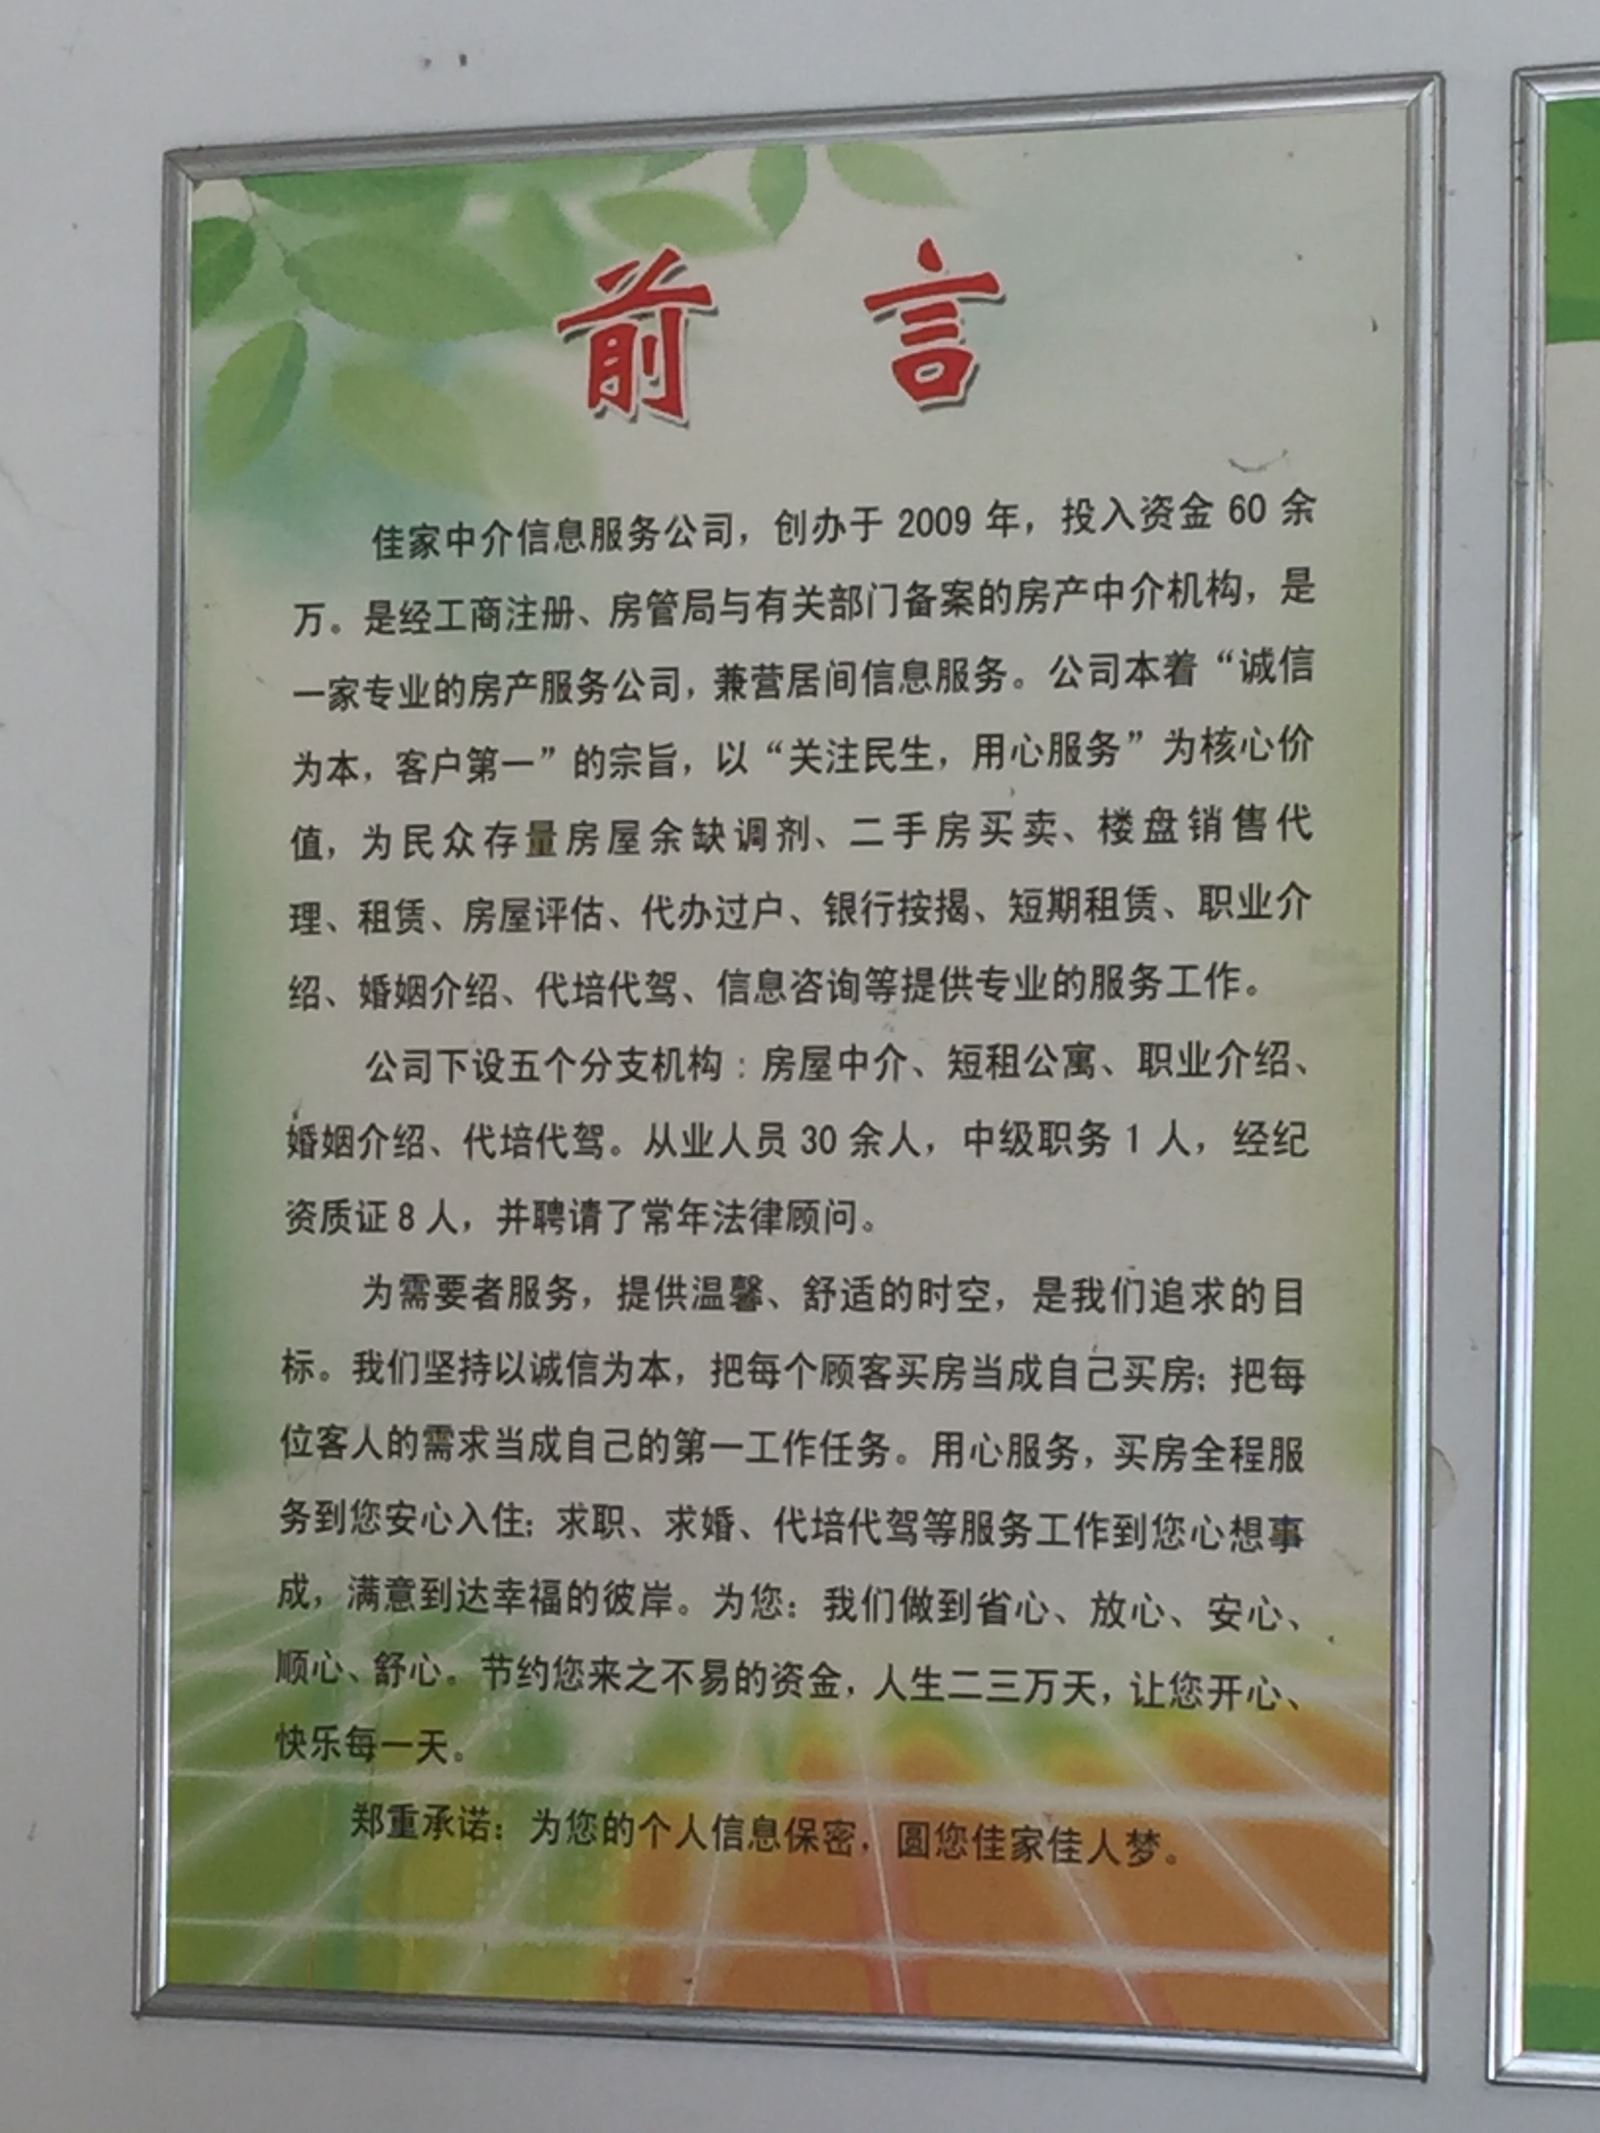 前言
佳家中介信息服务公司，创办于 2009 年，投入资金 60 余
万。是经工商注册、房管局与有关部门备案的房产中介机构，是
一家专业的房产服务公司，兼营居间信息服务。公司本着“诚信
为本，客户第一”的宗旨，以“关注民生，用心服务”为核心价
值，为民众存量房屋余缺调剂、二手房买卖、楼盘销售代
理、租赁、房屋评估、代办过户、银行按揭、短期租赁、职业介
绍、婚姻介绍、代培代驾、信息咨询等提供专业的服务工作。
公司下设五个分支机构：房屋中介、短租公寓、职业介绍、
婚姻介绍、代培代驾。从业人员 30 余人，中级职务 1 人，经纪
资质证 8 人，并聘请了常年法律顾问。
为需要者服务，提供温馨、舒适的时空，是我们追求的目
标。我们坚持以诚信为本，把每个顾客买房当成自己买房；把每
位客人的需求当成自己的第一工作任务。用心服务，买房全程服
务到您安心入住；求职、求婚、代培代驾等服务工作到您心想事
成，满意到达幸福的彼岸。为您：我们做到省心、放心、安心、
顺心、舒心。节约您来之不易的资金，人生二三万天，让您开心、
快乐每一天。
郑重承诺：为您的个人信息保密，圆您佳家佳人梦。